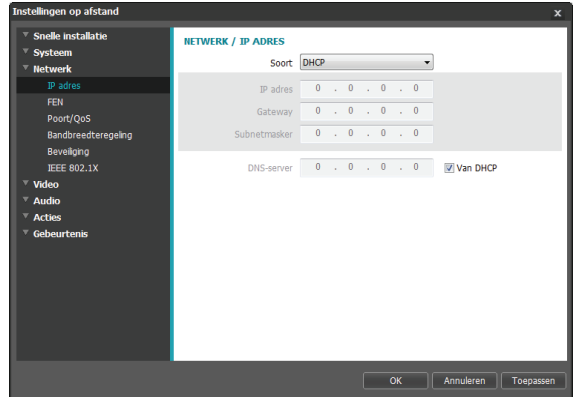 Instellingen op afstand
x
Snelle installatie
Systeem
Netwerk
IP adres
FEN
Poort/QoS
Bandbreedteregeling
Beveiliging
IEEE 802.1X
Video
Audio
Acties
Gebeurtenis
NETWERK / IP ADRES
Soort DHCP
IP adres 0 . 0 . 0 . 0
Gateway 0 . 0 . 0 . 0
Subnetmasker 0 . 0 . 0 . 0
DNS-server 0 . 0 . 0 . 0 Van DHCP
OK Annuleren Toepassen